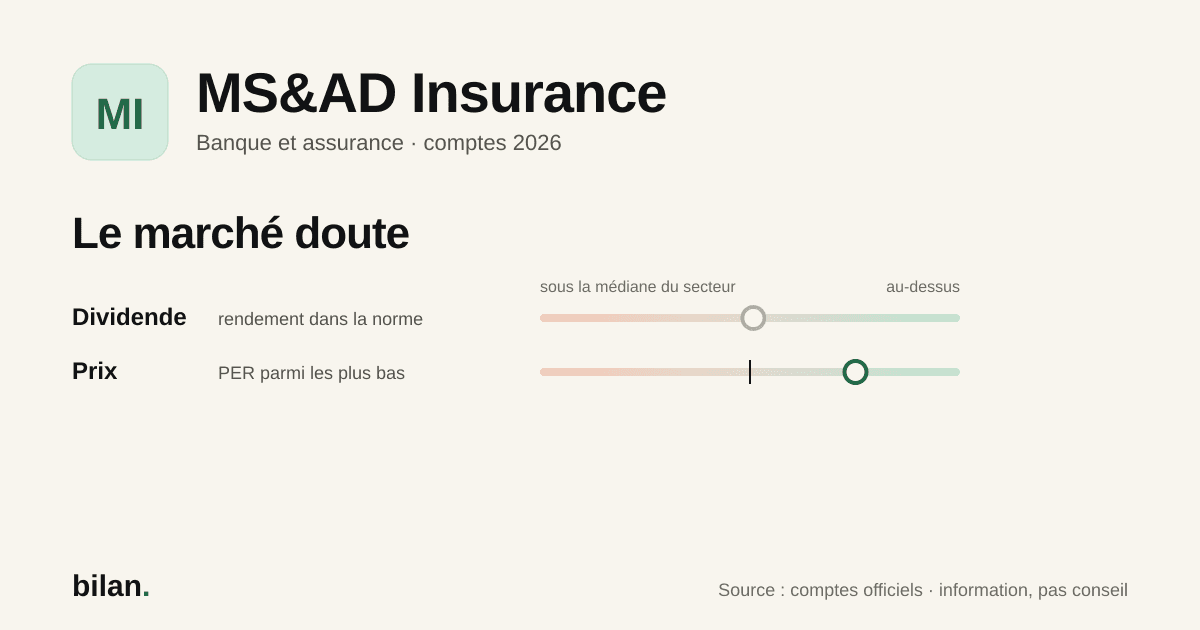 MI
MS&AD Insurance
Banque et assurance · comptes 2026
Le marché doute
sous la médiane du secteur au-dessus
Dividende rendement dans la norme
Prix PER parmi les plus bas
bilan.
Source : comptes officiels · information, pas conseil